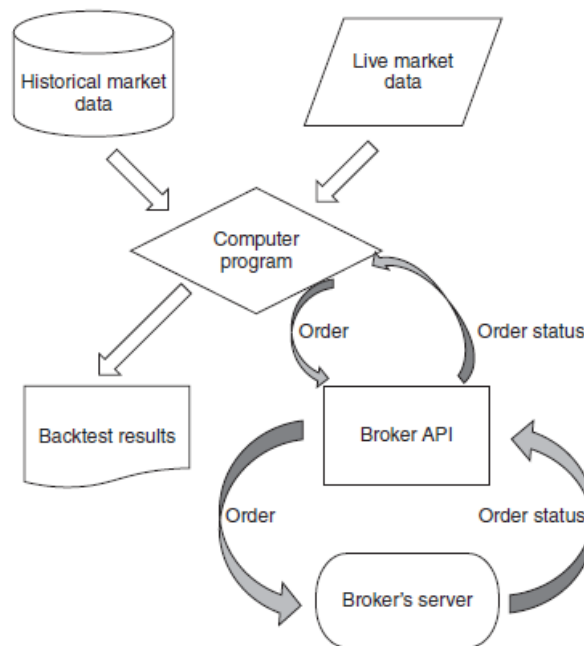 Historical market
data
Live market
data
Computer
program
Order
Order status
Backtest results
Broker API
Order
Order status
Broker's server